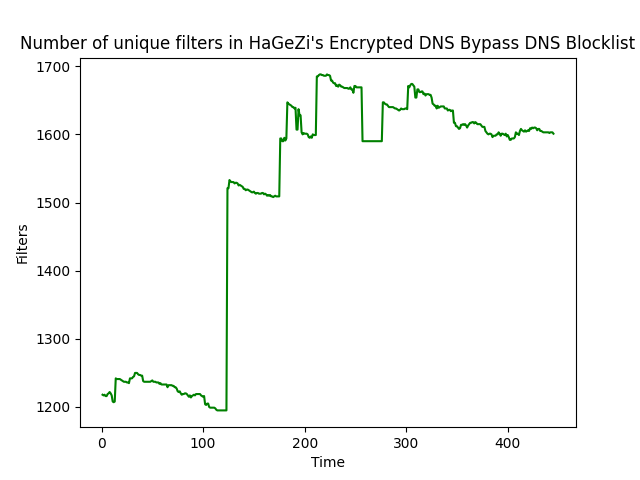 Number of unique filters in HaGeZi's Encrypted DNS Bypass DNS Blocklist
1700
1600
1500
1400
1300
1200
Filters
0 100 200 300 400
Time